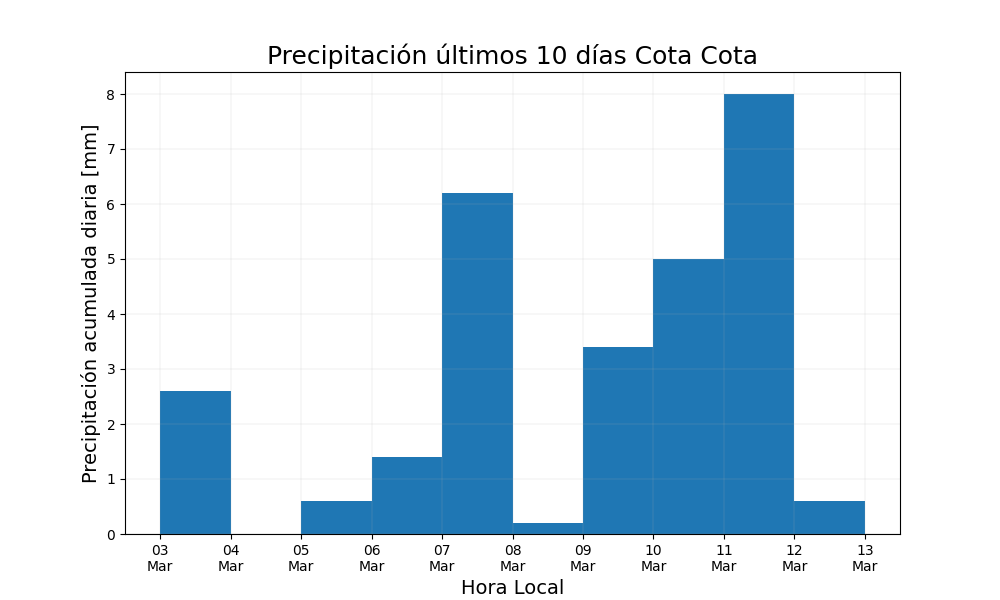 Precipitación últimos 10 días Cota Cota
Precipitación acumulada diaria [mm]
8
7
6
5
4
3
2
1
0
03 04 05 06 07 08 09 10 11 12 13
Mar Mar Mar Mar Mar Mar Mar Mar Mar Mar Mar
Hora Local